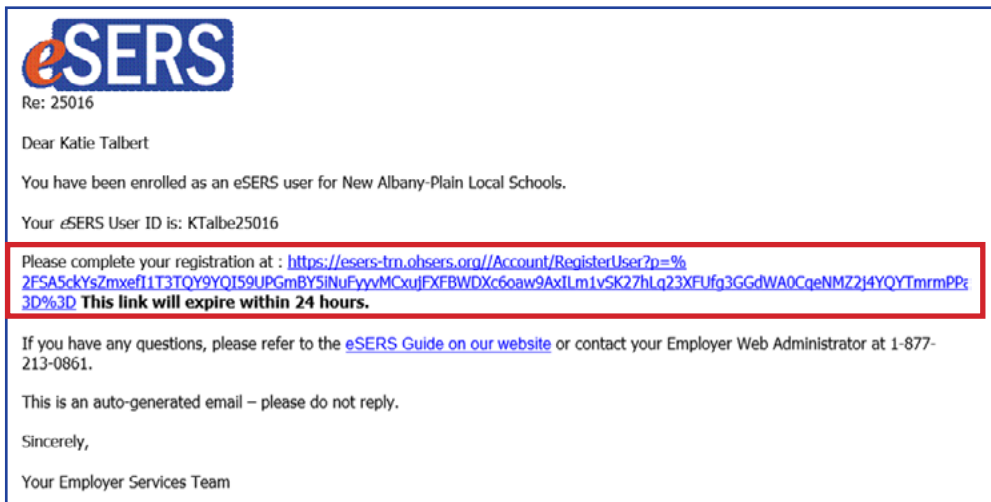 eSERS
Re: 25016
Dear Katie Talbert
You have been enrolled as an eSERS user for New Albany-Plain Local Schools.
Your eSERS User ID is: KTalbe25016
Please complete your registration at : https://esers-trn.ohsers.org//Account/RegisterUser?p=%
2FSA5ckYsZmxefI1T3TQY9YQI59UPGmBY5iNuFyyvMCxujFXFBWDXc6oaw9AxILm1vSK27hLq23XFUfg3GGdWA0CqeNMZ2j4YQYTmrmPPa
3D%3D This link will expire within 24 hours.
If you have any questions, please refer to the eSERS Guide on our website or contact your Employer Web Administrator at 1-877-
213-0861.
This is an auto-generated email – please do not reply.
Sincerely,
Your Employer Services Team